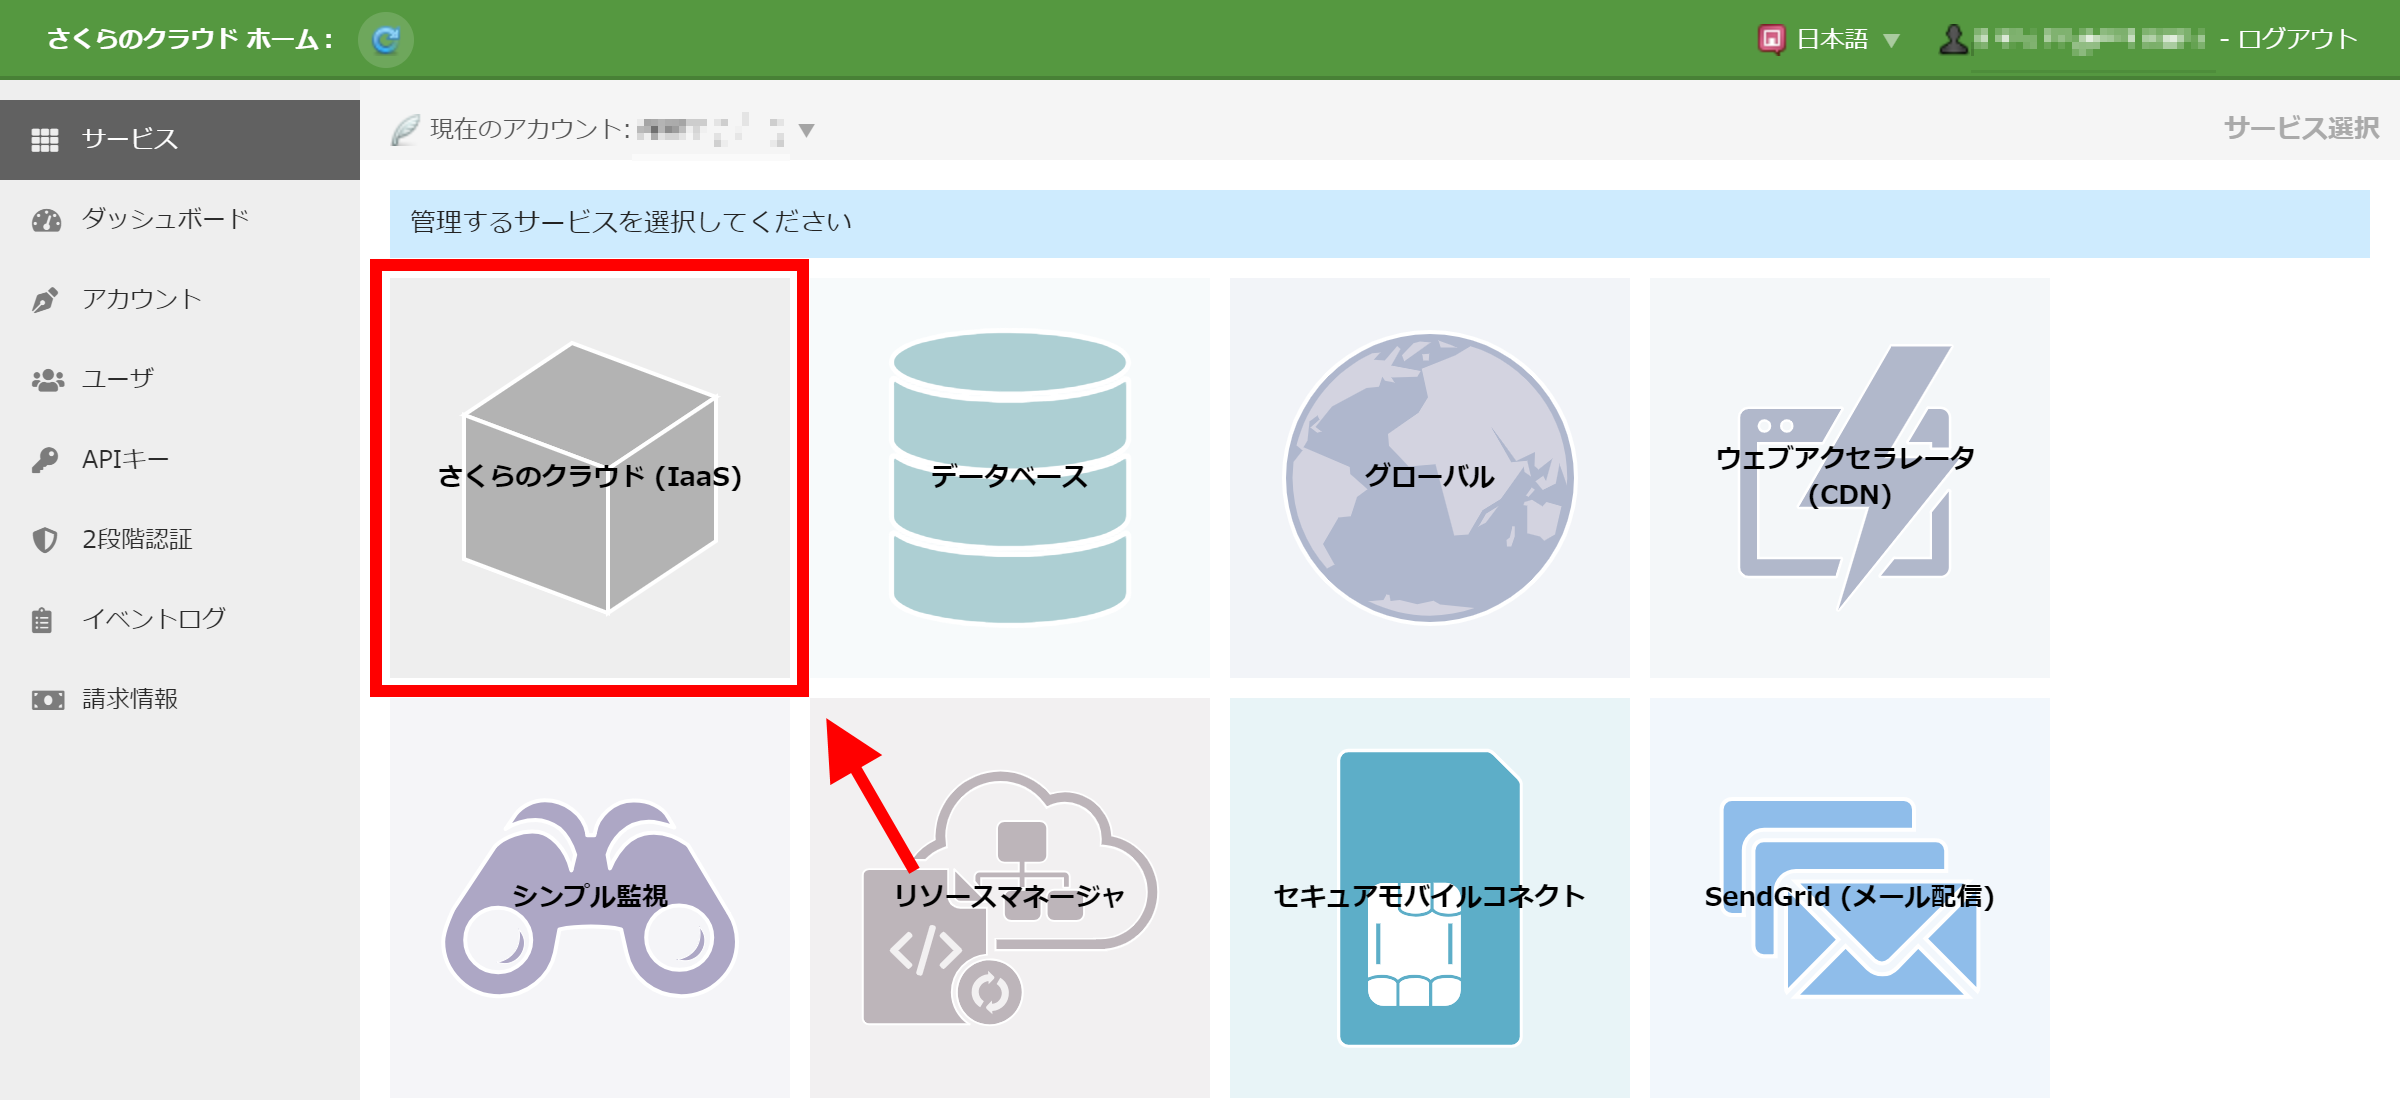 さくらのクラウド ホーム :
日本語 ▼
- ログアウト
サービス
ダッシュボード
アカウント
ユーザ
APIキー
2段階認証
イベントログ
請求情報
現在のアカウント: ▼
サービス選択
管理するサービスを選択してください
さくらのクラウド (IaaS)
データベース
グローバル
ウェブアクセラレータ
(CDN)
シンプル監視
リソースマネージャ
セキュアモバイルコネクト
SendGrid (メール配信)